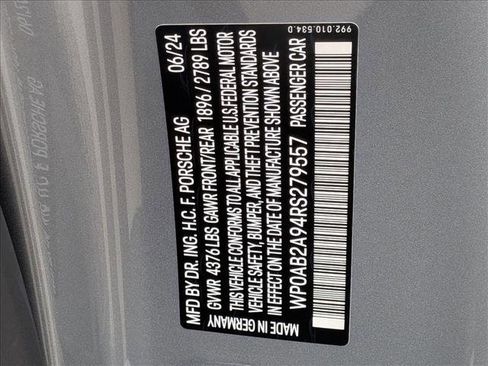 MFD BY DR. ING. H.C. F. PORSCHE AG 06/24
GVWR 4376 LBS GAWR FRONT/REAR 1896 / 2789 LBS
THIS VEHICLE CONFORMS TO ALL APPLICABLE U.S. FEDERAL MOTOR
VEHICLE SAFETY, BUMPER, AND THEFT PREVENTION STANDARDS
IN EFFECT ON THE DATE OF MANUFACTURE SHOWN ABOVE
WP0AB2A94RS279557 PASSENGER CAR
MADE IN GERMANY
992.010.534.D